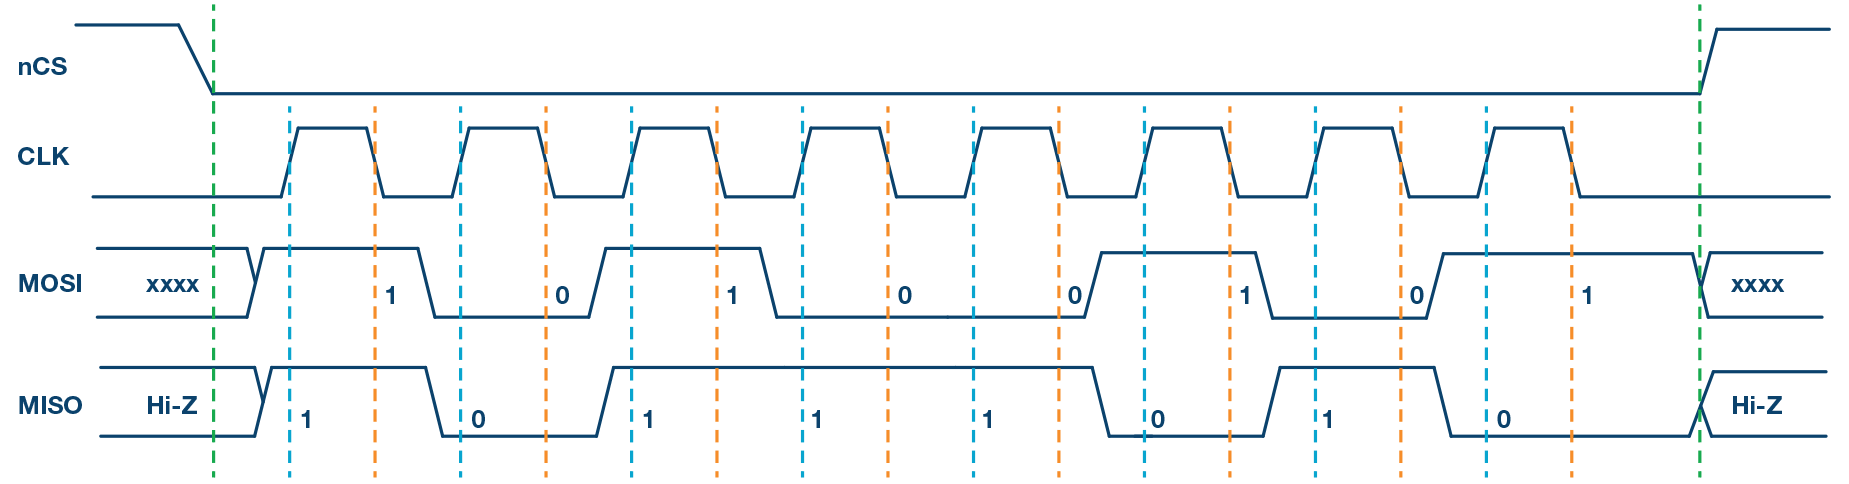 nCS
CLK
MOSI xxxx 1 0 1 0 0 1 0 1 xxxx
MISO Hi-Z 1 0 1 1 1 0 1 0 Hi-Z